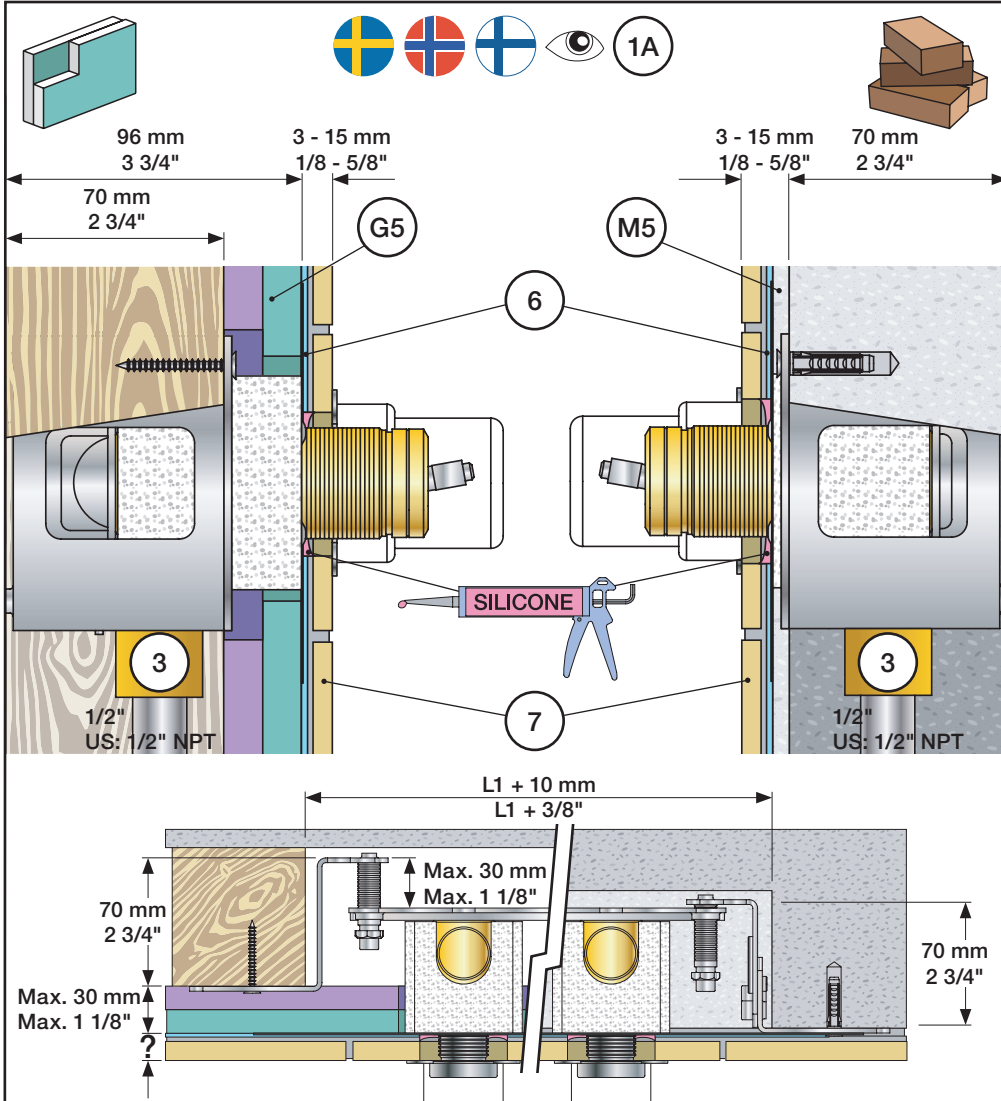 1A
96 mm
3 3/4"
3 - 15 mm
1/8 - 5/8"
3 - 15 mm
1/8 - 5/8"
70 mm
2 3/4"
70 mm
2 3/4"
G5
M5
6
SILICONE
3
3
7
1/2"
US: 1/2" NPT
1/2"
US: 1/2" NPT
L1 + 10 mm
L1 + 3/8"
Max. 30 mm
Max. 1 1/8"
70 mm
2 3/4"
70 mm
2 3/4"
Max. 30 mm
Max. 1 1/8"
?